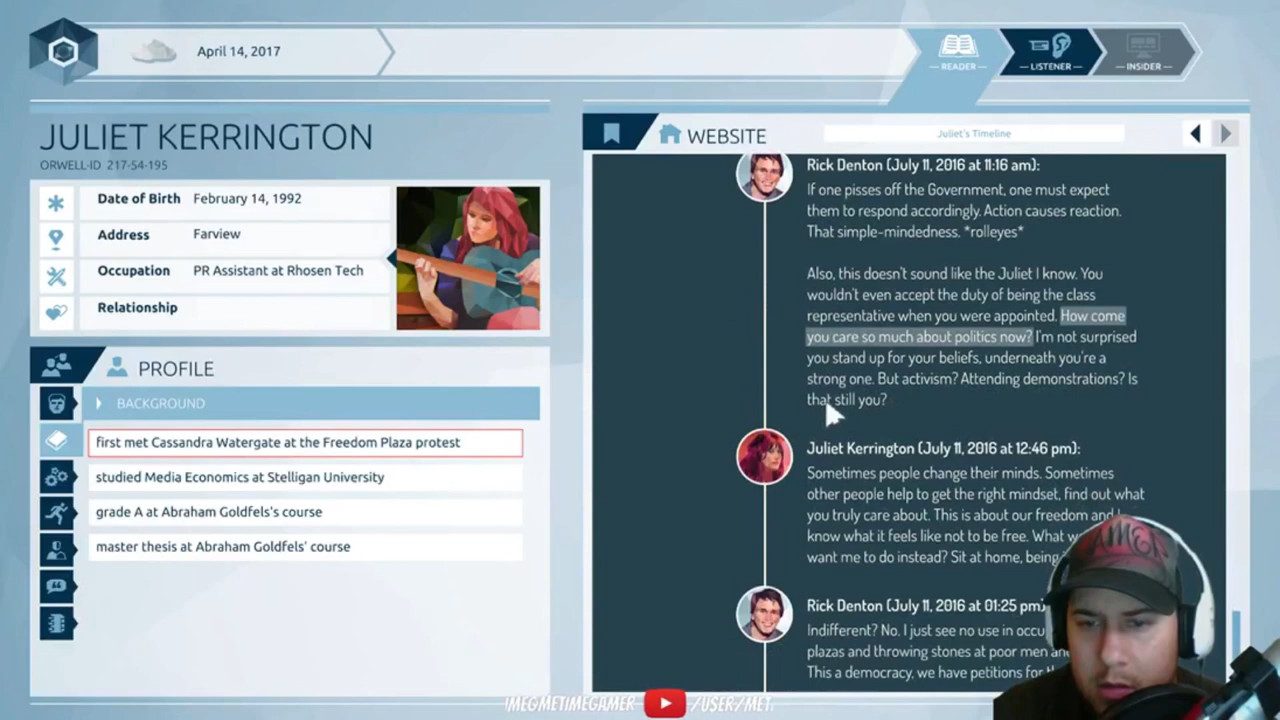 April 14, 2017
— READER —
— LISTENER —
— INSIDER —
JULIET KERRINGTON
ORWELL-ID 217-54-195
Date of Birth February 14, 1992
Address Farview
Occupation PR Assistant at Rhosen Tech
Relationship
PROFILE
BACKGROUND
first met Cassandra Watergate at the Freedom Plaza protest
studied Media Economics at Stelligan University
grade A at Abraham Goldfels's course
master thesis at Abraham Goldfels' course
WEBSITE
Juliet's Timeline
Rick Denton (July 11, 2016 at 11:16 am):
If one pisses off the Government, one must expect
them to respond accordingly. Action causes reaction.
That simple-mindedness. *rolleyes*
Also, this doesn't sound like the Juliet I know. You
wouldn't even accept the duty of being the class
representative when you were appointed. How come
you care so much about politics now? I'm not surprised
you stand up for your beliefs, underneath you're a
strong one. But activism? Attending demonstrations? Is
that still you?
Juliet Kerrington (July 11, 2016 at 12:46 pm):
Sometimes people change their minds. Sometimes
other people help to get the right mindset, find out what
you truly care about. This is about our freedom and I
know what it feels like not to be free. What
want me to do instead? Sit at home, being
Rick Denton (July 11, 2016 at 01:25 pm)
Indifferent? No. I just see no use in
plazas and throwing stones at poor men
This a democracy, we have petitions for
IMEGMETIMEGAMER /USER/MET.
GAMER